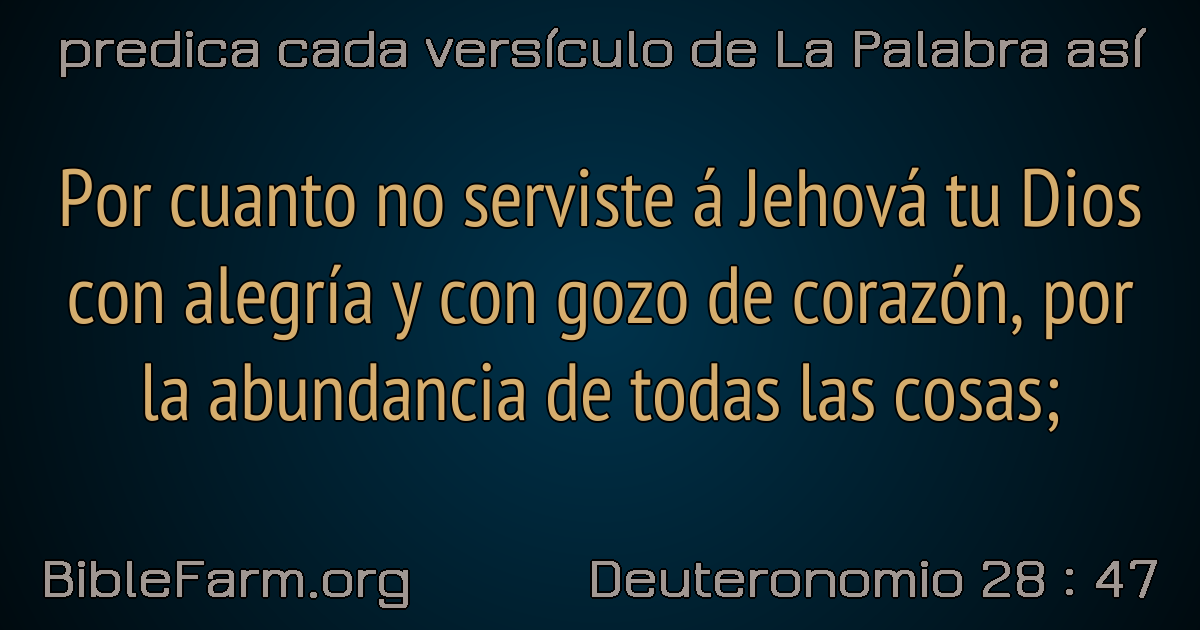 predica cada versículo de La Palabra así
Por cuanto no serviste á Jehová tu Dios
con alegría y con gozo de corazón, por
la abundancia de todas las cosas;
BibleFarm.org
Deuteronomio 28 : 47